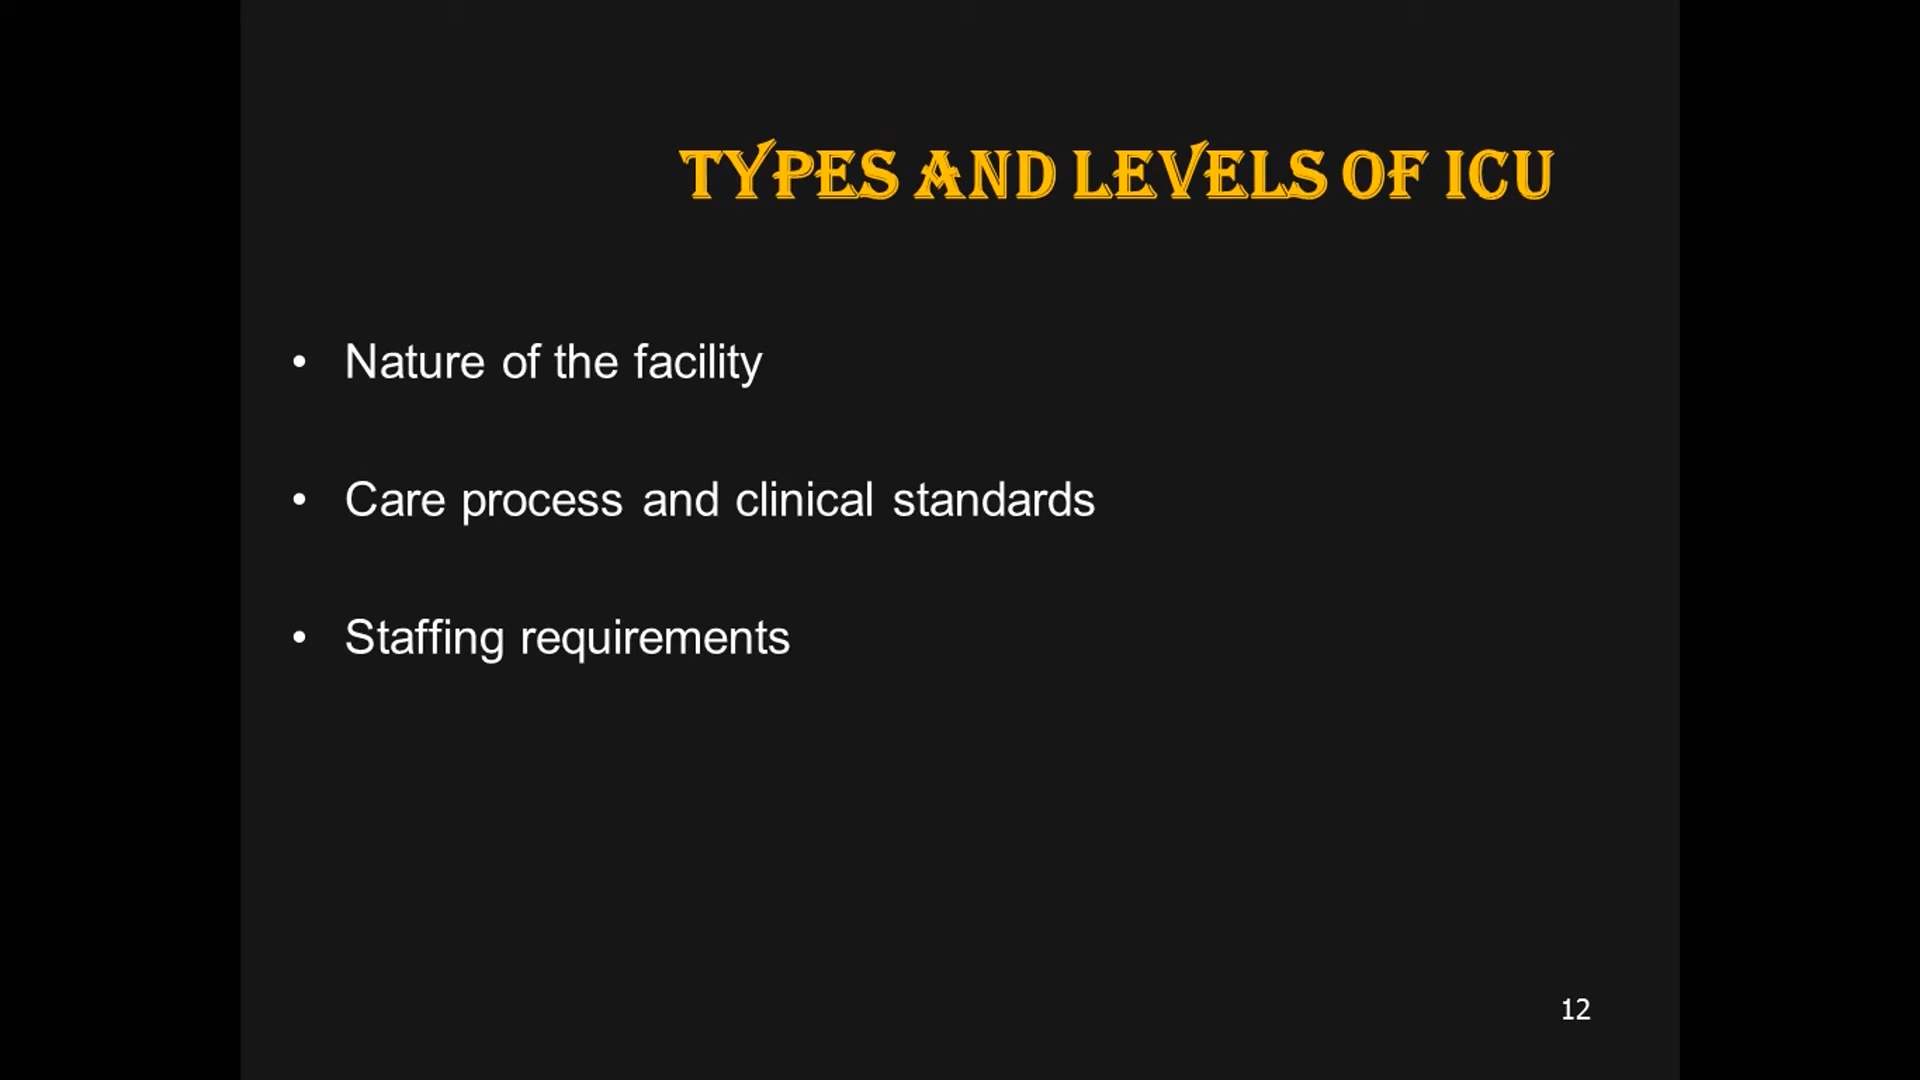 TYPES AND LEVELS OF ICU
• Nature of the facility
• Care process and clinical standards
• Staffing requirements
12